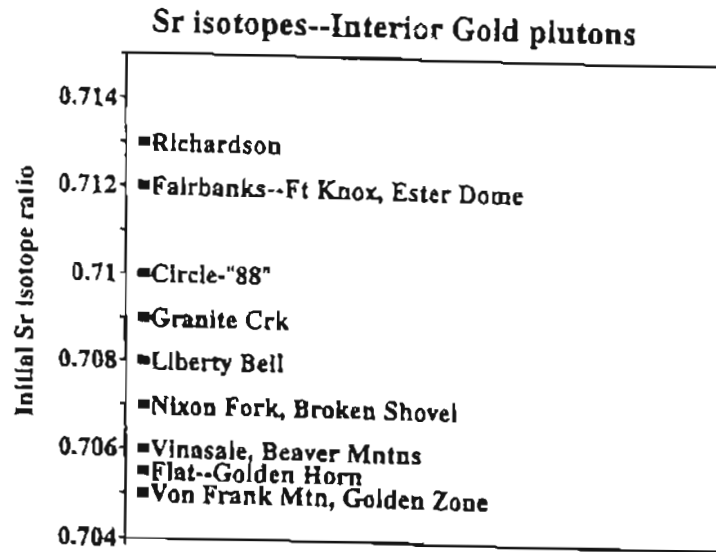 Sr isotopes--Interior Gold plutons
Initial Sr isotope ratio
0.714
Richardson
0.712
Fairbanks--Ft Knox, Ester Dome
0.71
Circle-"88"
Granite Crk
0.708
Liberty Bell
Nixon Fork, Broken Shovel
0.706
Vinasale, Beaver Mntns
Flat--Golden Horn
Von Frank Mtn, Golden Zone
0.704